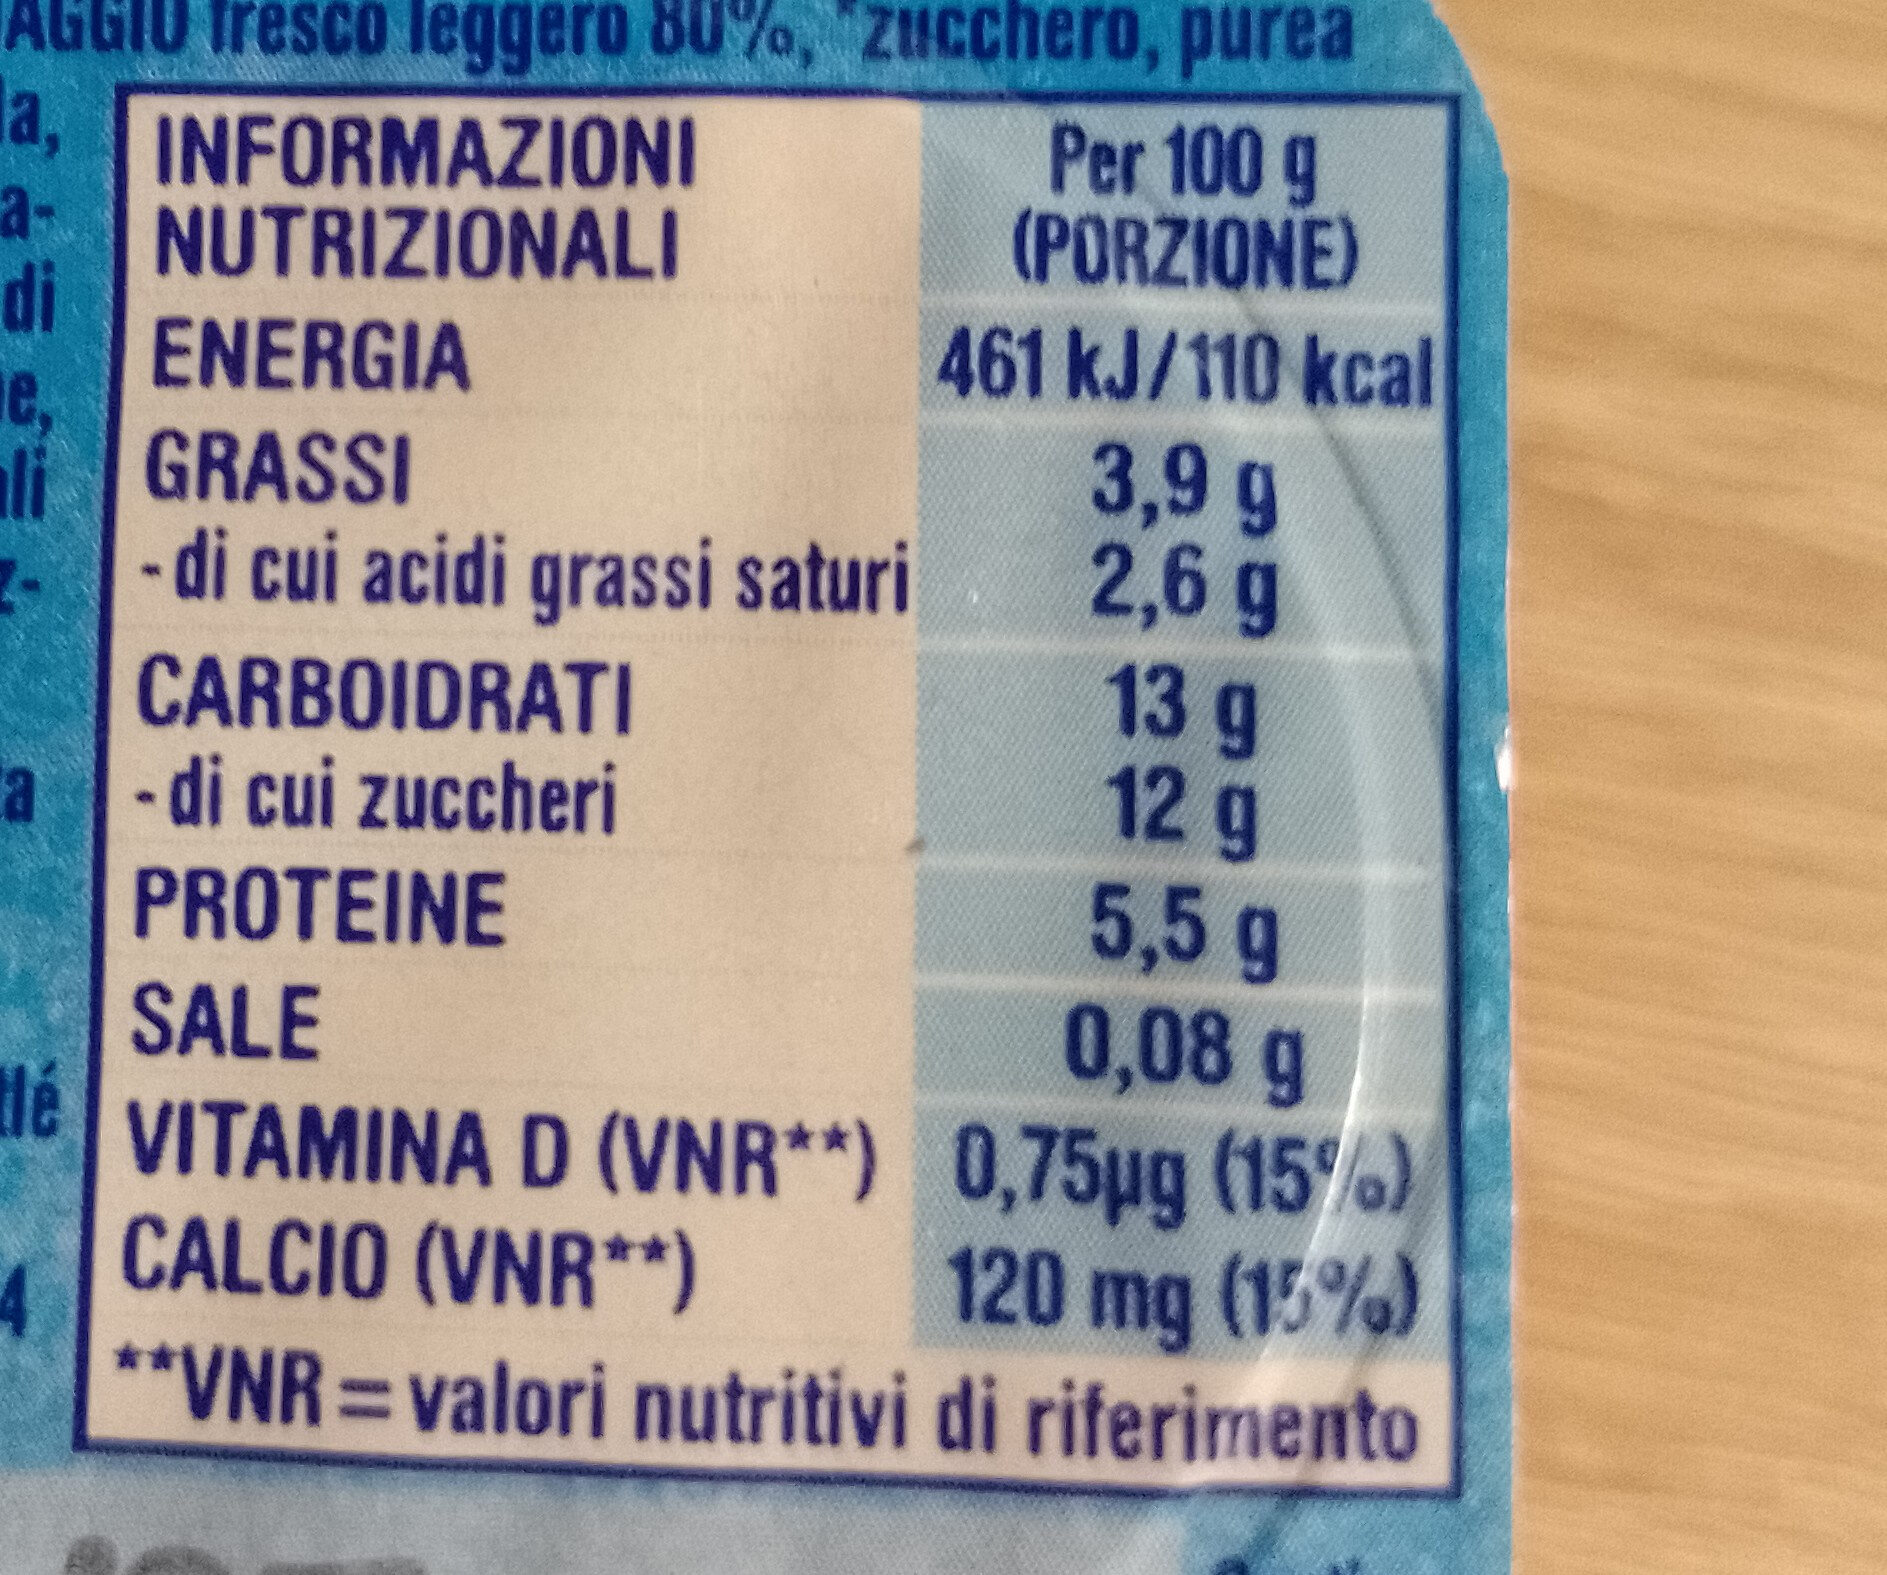 AGGIO fresco leggero 80%, *zucchero, purea
INFORMAZIONI
NUTRIZIONALI
Per 100 g
(PORZIONE)
ENERGIA 461 kJ/110 kcal
GRASSI 3,9 g
- di cui acidi grassi saturi 2,6 g
CARBOIDRATI 13 g
- di cui zuccheri 12 g
PROTEINE 5,5 g
SALE 0,08 g
VITAMINA D (VNR**) 0,75µg (15%)
CALCIO (VNR**) 120 mg (15%)
**VNR = valori nutritivi di riferimento
di
4